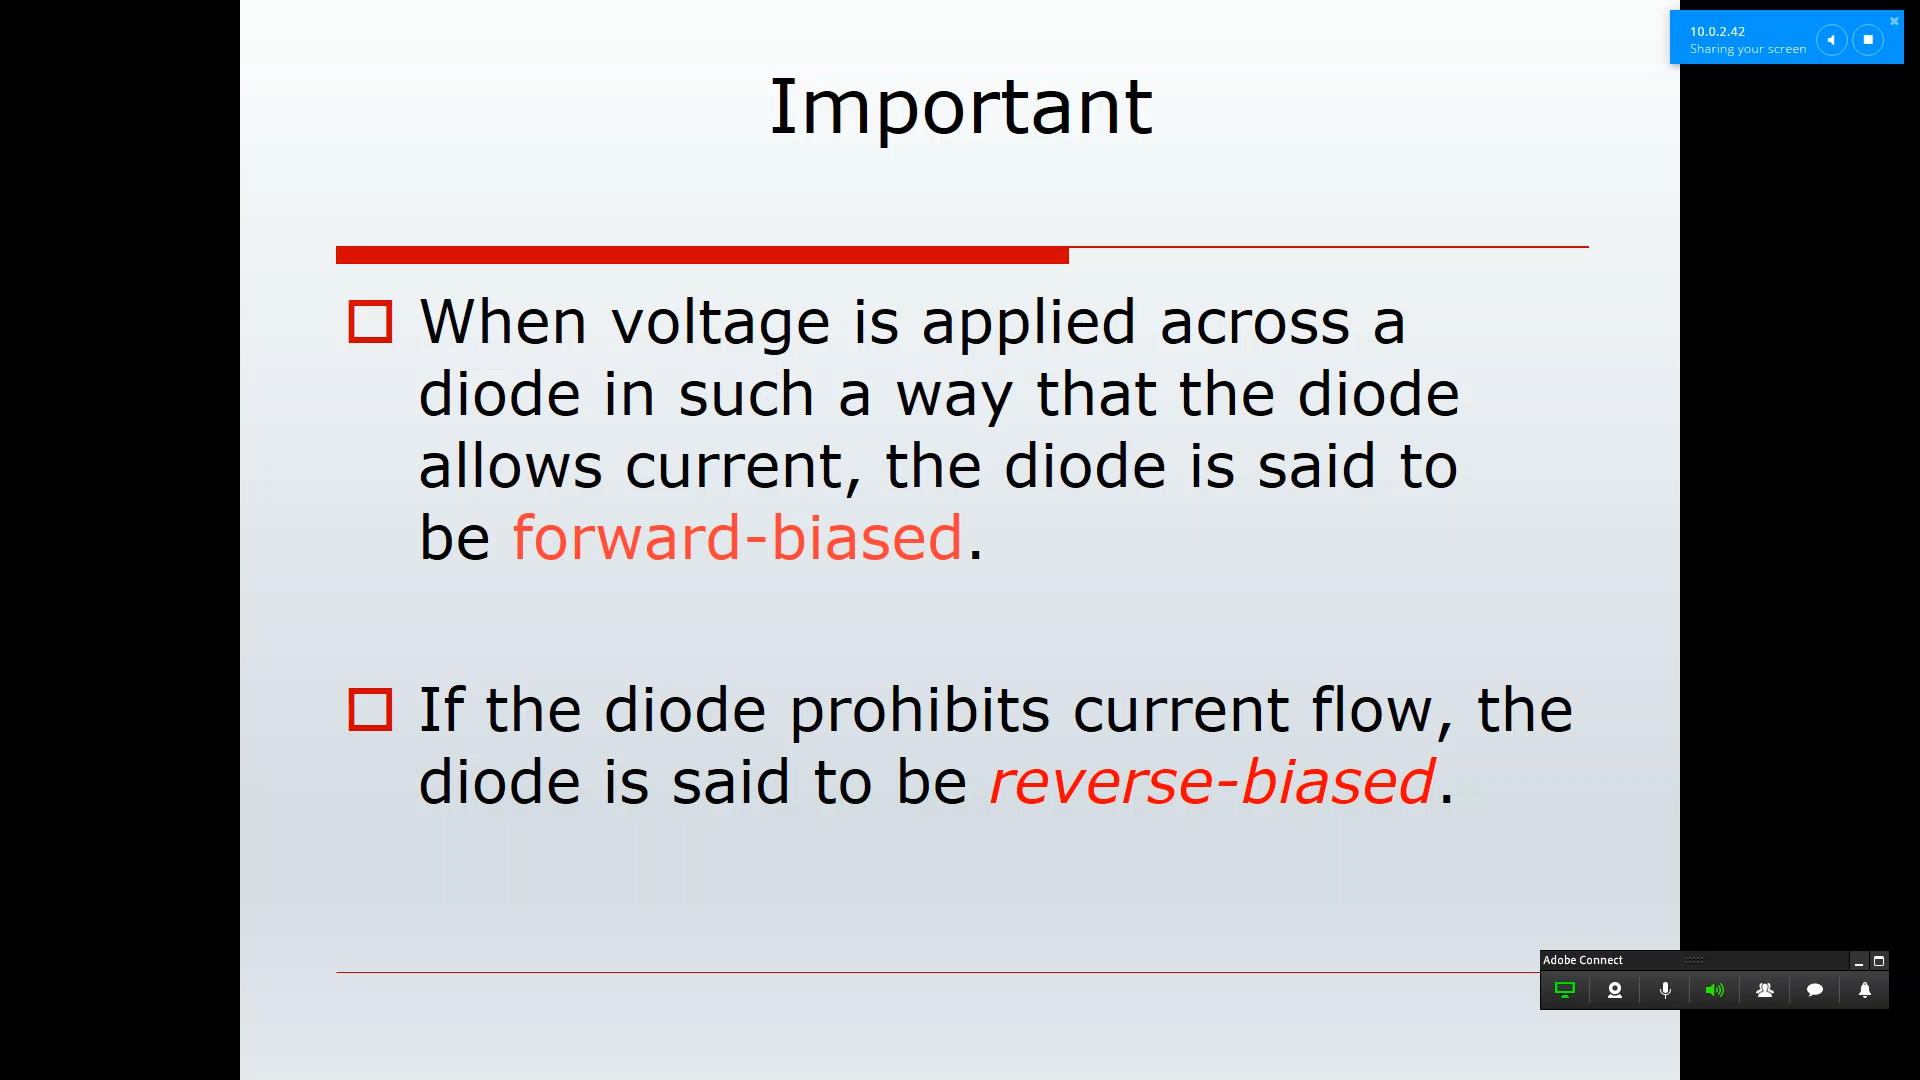 10.0.2.42
Sharing your screen
Important
When voltage is applied across a
diode in such a way that the diode
allows current, the diode is said to
be forward-biased.
If the diode prohibits current flow, the
diode is said to be reverse-biased.
Adobe Connect